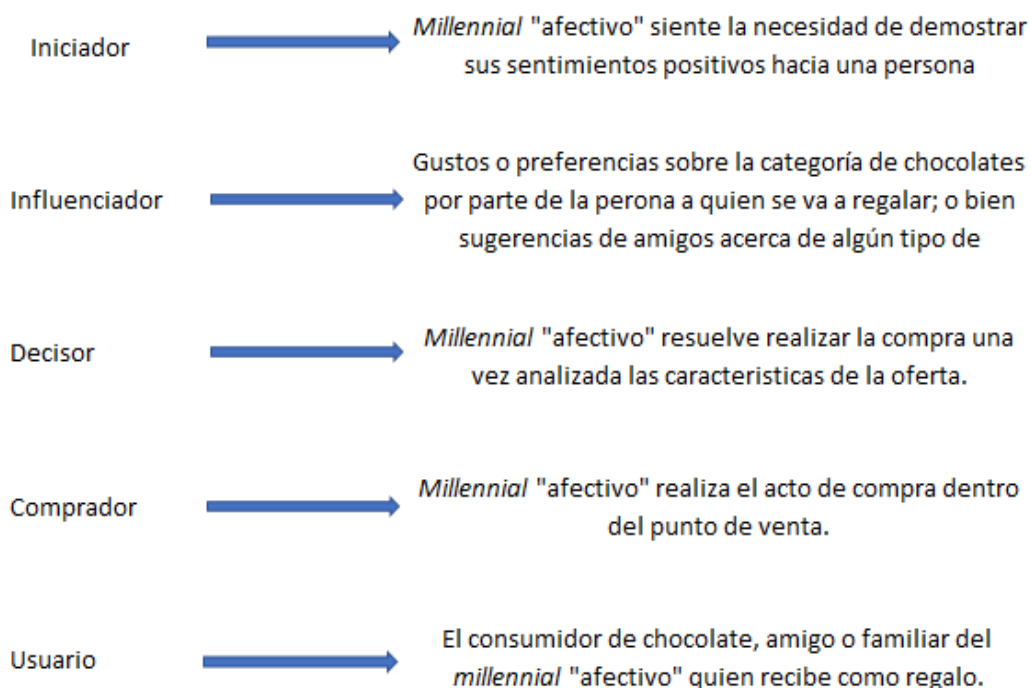 Iniciador
Millennial "afectivo" siente la necesidad de demostrar
sus sentimientos positivos hacia una persona
Influenciador
Gustos o preferencias sobre la categoría de chocolates
por parte de la perona a quien se va a regalar; o bien
sugerencias de amigos acerca de algún tipo de
Decisor
Millennial "afectivo" resuelve realizar la compra una
vez analizada las caracteristicas de la oferta.
Comprador
Millennial "afectivo" realiza el acto de compra dentro
del punto de venta.
Usuario
El consumidor de chocolate, amigo o familiar del
millennial "afectivo" quien recibe como regalo.